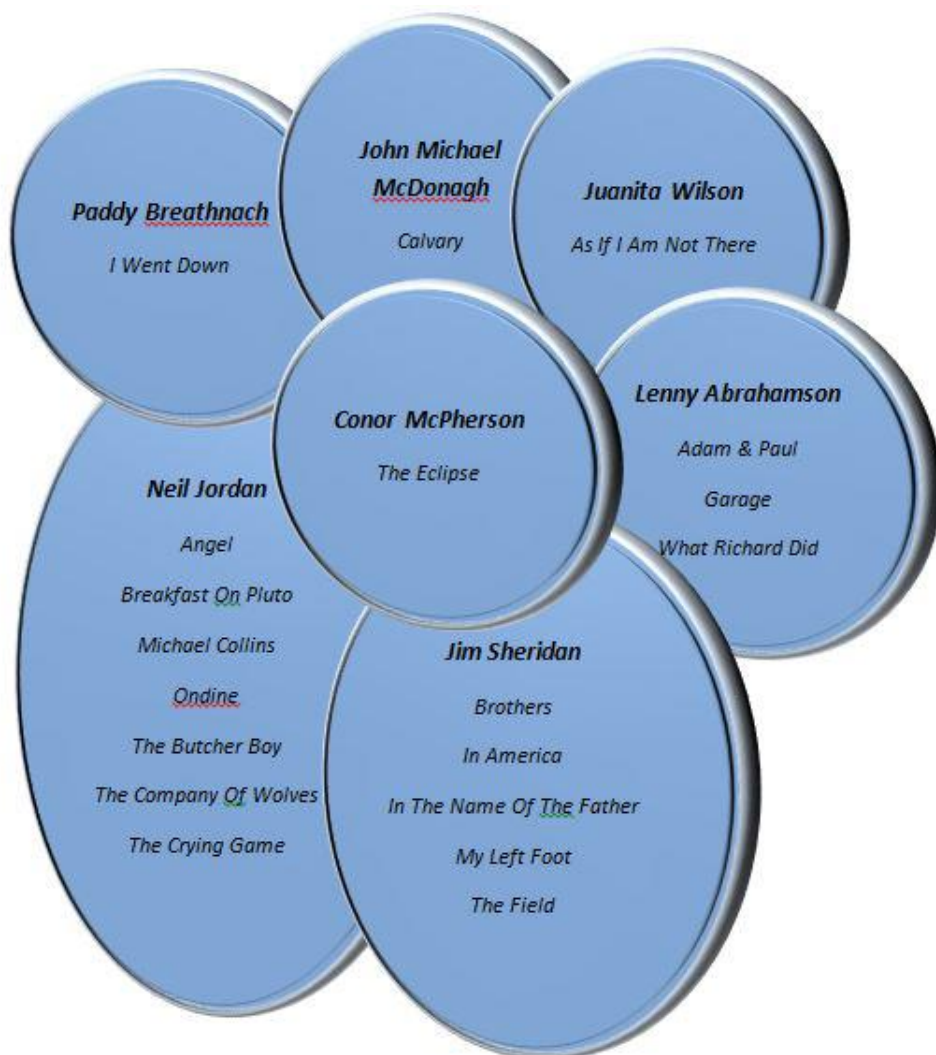 Paddy Breathnach
I Went Down
John Michael
McDonagh
Calvary
Juanita Wilson
As If I Am Not There
Conor McPherson
The Eclipse
Lenny Abrahamson
Adam & Paul
Garage
What Richard Did
Neil Jordan
Angel
Breakfast On Pluto
Michael Collins
Ondine
The Butcher Boy
The Company Of Wolves
The Crying Game
Jim Sheridan
Brothers
In America
In The Name Of The Father
My Left Foot
The Field